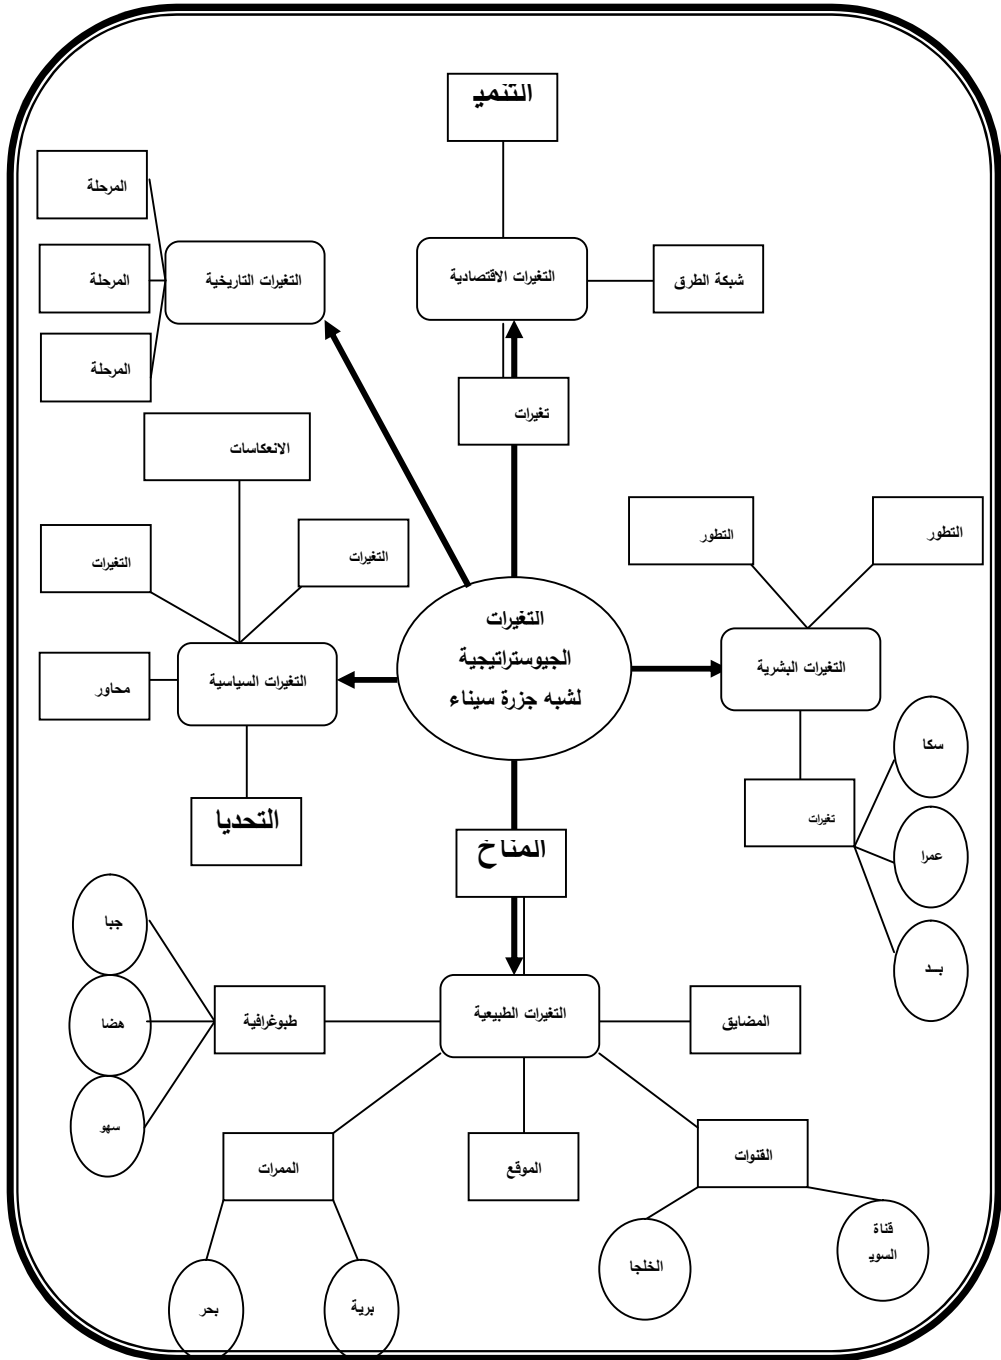 التنميـ
المرحلة
المرحلة
المرحلة
التغيرات التاريخية
التغيرات الاقتصادية
شبكة الطرق
تغيرات
الانعكاسات
التغيرات
التغيرات
محاور
التغيرات السياسية
التحديا
التغيرات
الجيوستراتيجية
لشبه جزرة سيناء
التطور
التطور
التغيرات البشرية
تغيرات
سكا
عمرا
بـد
المناخ
التغيرات الطبيعية
المضايق
طبوغرافية
جبا
هضا
سهو
القنوات
الموقع
الممرات
قناة
السويـ
الخلجا
برية
بحر